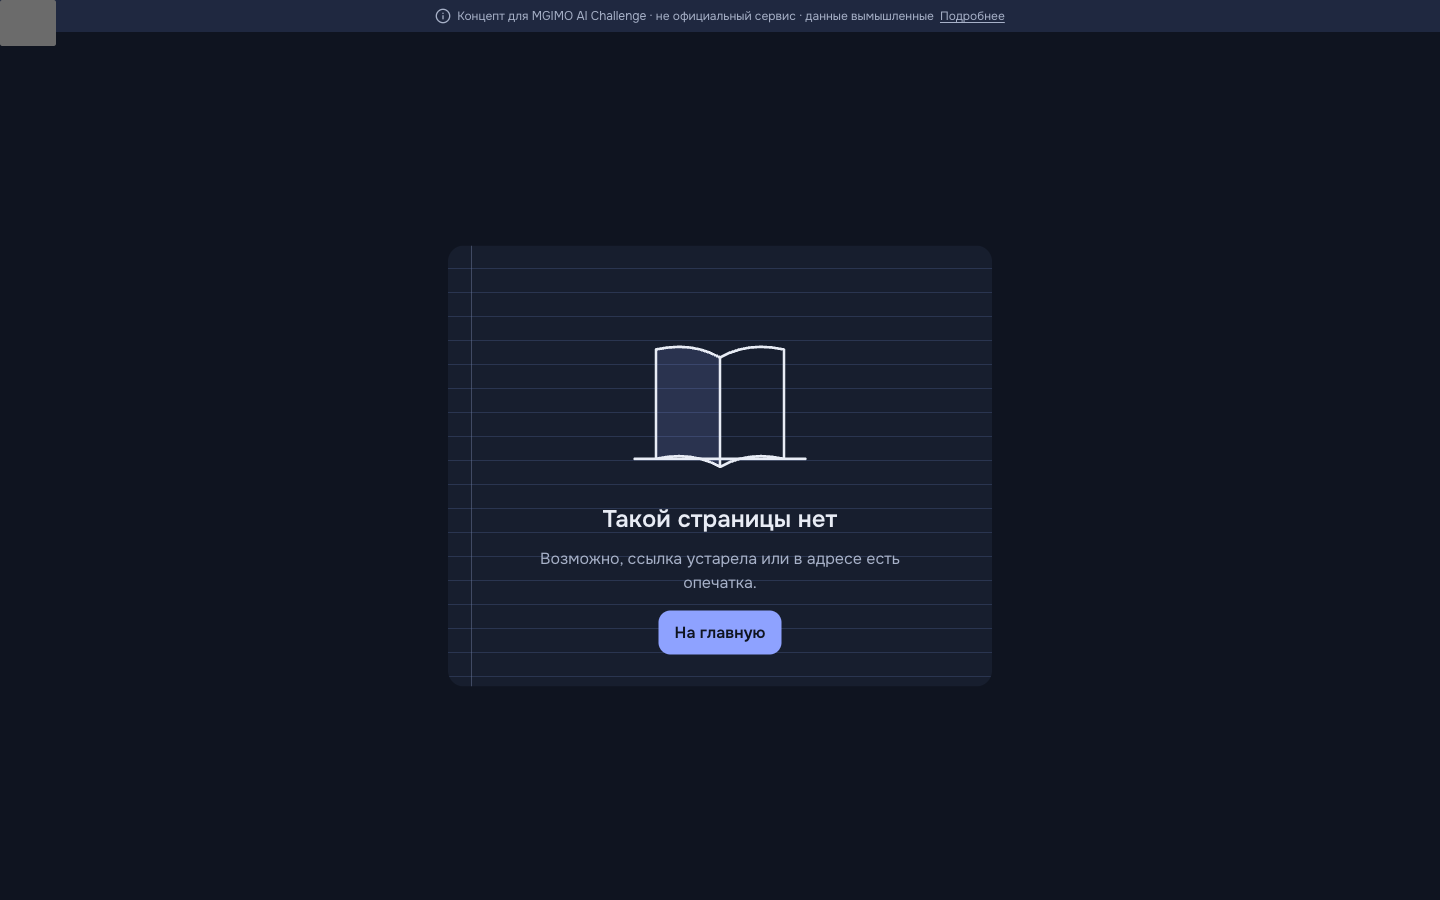 Концепт для MGIMO AI Challenge · не официальный сервис · данные вымышленные Подробнее
Такой страницы нет
Возможно, ссылка устарела или в адресе есть
опечатка.
На главную